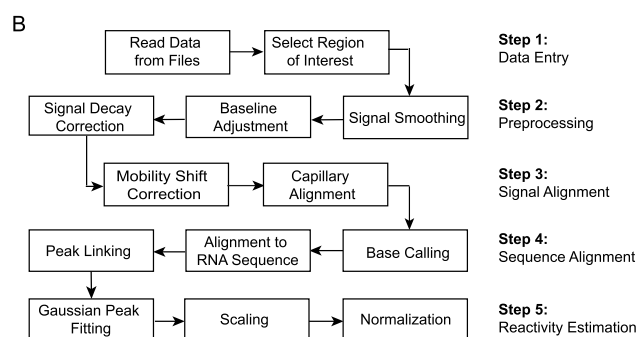 B
Read Data
from Files
Select Region
of Interest
Step 1:
Data Entry
Signal Decay
Correction
Baseline
Adjustment
Signal Smoothing
Step 2:
Preprocessing
Mobility Shift
Correction
Capillary
Alignment
Step 3:
Signal Alignment
Peak Linking
Alignment to
RNA Sequence
Base Calling
Step 4:
Sequence Alignment
Gaussian Peak
Fitting
Scaling
Normalization
Step 5:
Reactivity Estimation